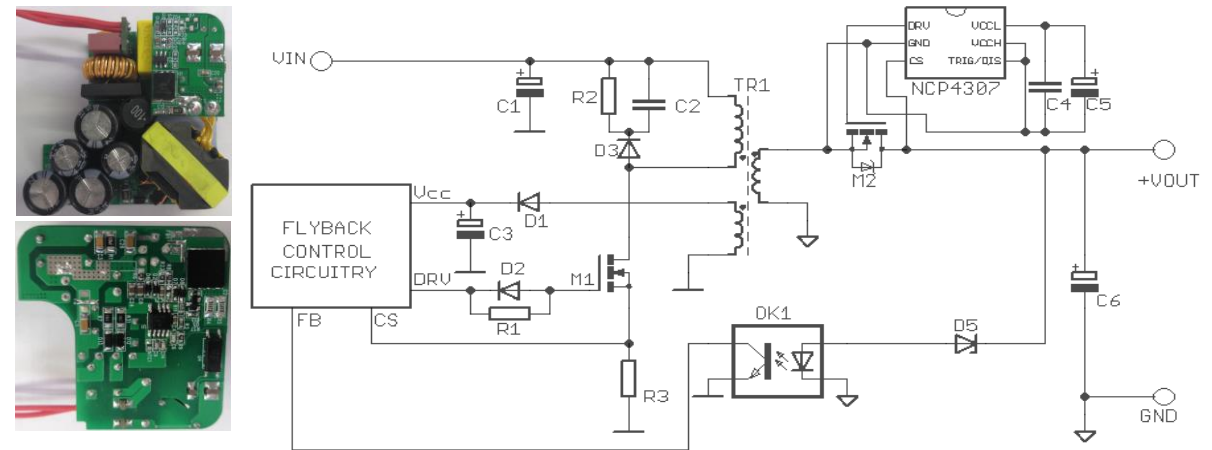 DRV VCCL
GND VCCH
CS TRIG/DIS
NCP4307
C4 C5
VIN
C1 R2 C2
TR1
D3
M2
+VOUT
Vcc
D1
C3
FLYBACK
CONTROL
CIRCUITRY
DRV
D2
M1
R1
FB CS
OK1
D5
C6
R3
GND
100